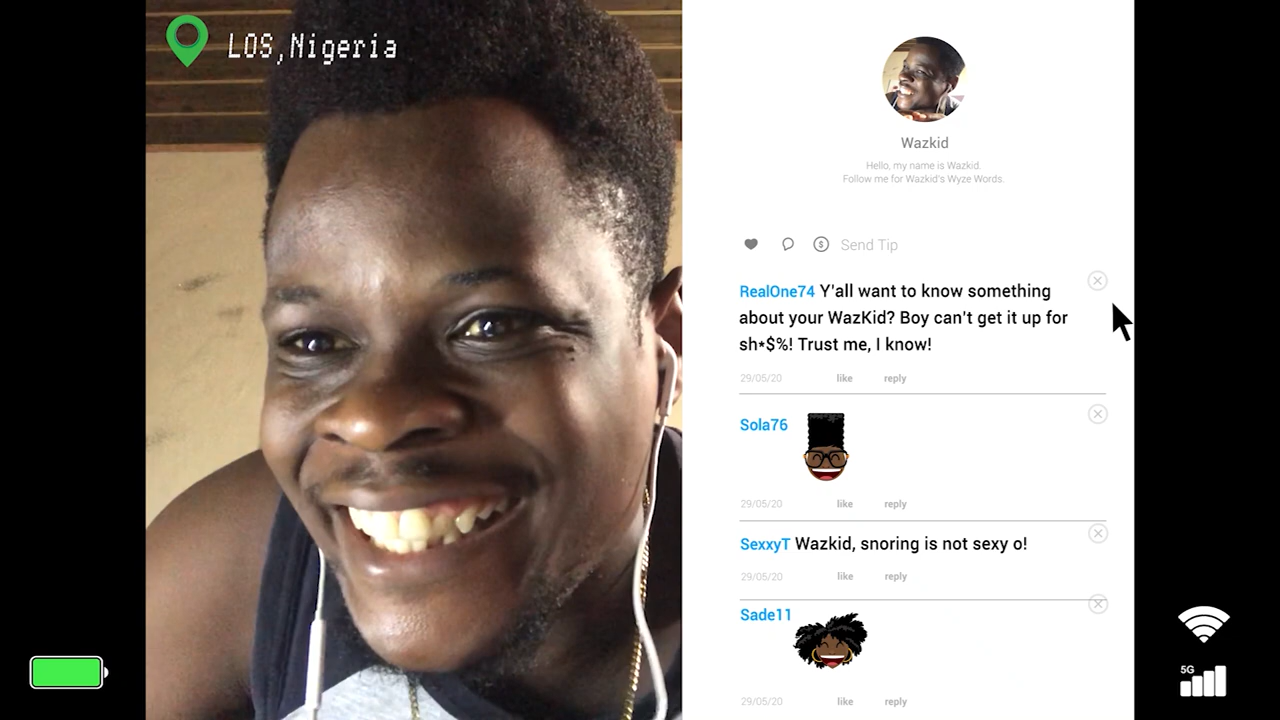 LOS,Nigeria
Wazkid
Hello, my name is Wazkid.
Follow me for Wazkid's Wyze Words.
$ Send Tip
RealOne74 Y'all want to know something
about your WazKid? Boy can't get it up for
sh*$%! Trust me, I know!
29/05/20 like reply
Sola76
29/05/20 like reply
SexxyT Wazkid, snoring is not sexy o!
29/05/20 like reply
Sade11
29/05/20 like reply
5G